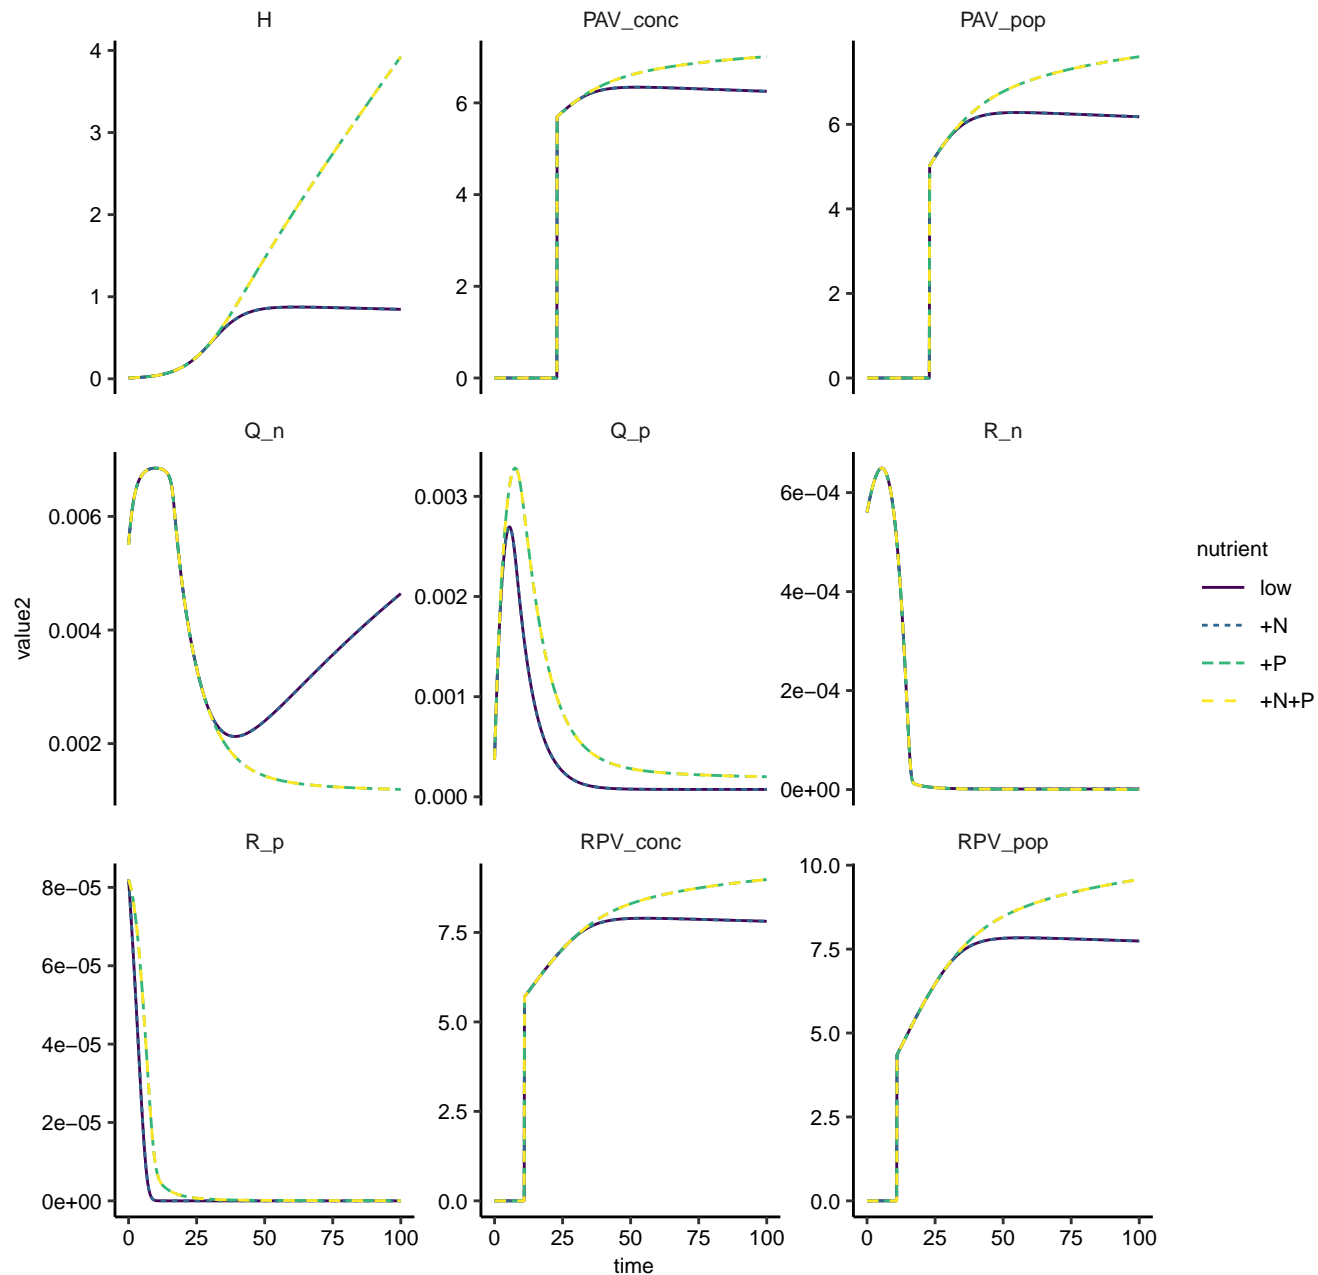 H PAV_conc PAV_pop
4
3
2
1
0
6
4
2
0
6
4
2
0
Q_n Q_p R_n
0.006
0.004
0.002
0.003
0.002
0.001
0.000
6e−04
4e−04
2e−04
0e+00
R_p RPV_conc RPV_pop
8e−05
6e−05
4e−05
2e−05
0e+00
7.5
5.0
2.5
0.0
10.0
7.5
5.0
2.5
0.0
0 25 50 75 100
0 25 50 75 100
0 25 50 75 100
time
value2
nutrient
low
+N
+P
+N+P